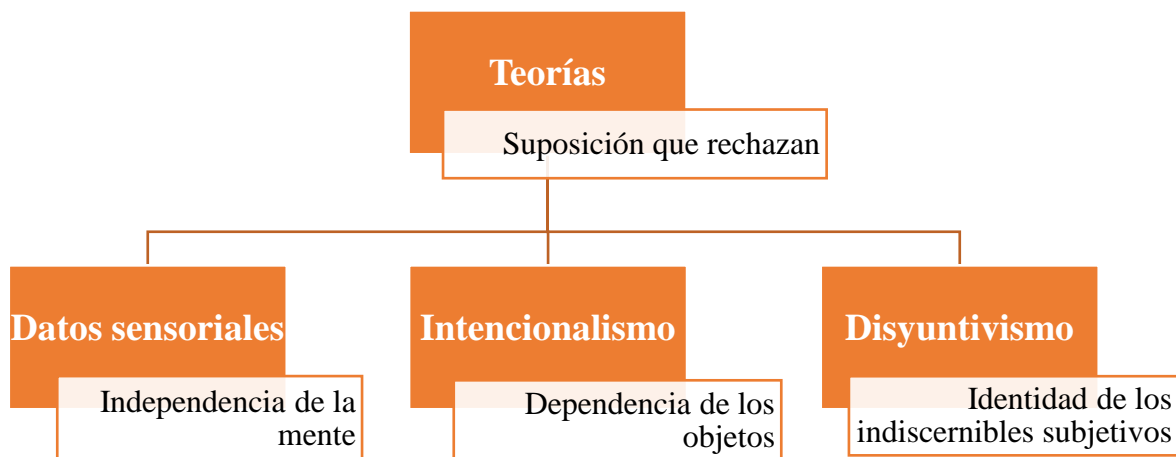 Teorías
Suposición que rechazan
Datos sensoriales
Independencia de la
mente
Intencionalismo
Dependencia de los
objetos
Disyuntivismo
Identidad de los
indiscernibles subjetivos